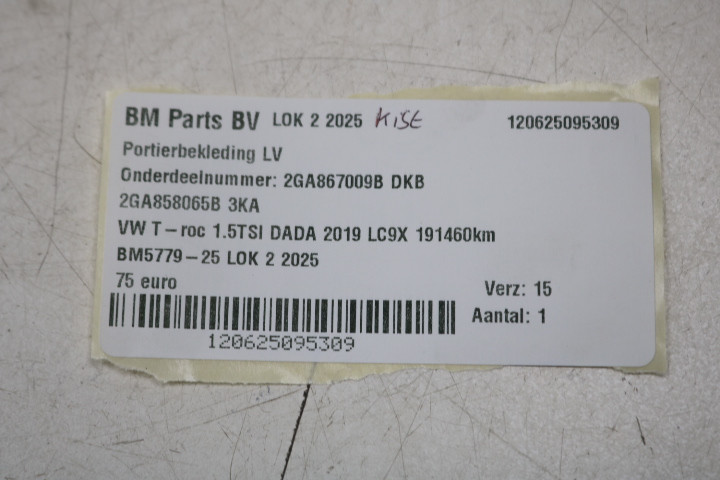 BM Parts BV LOK 2 2025 KISE 120625095309
Portierbekleding LV
Onderdeelnummer: 2GA867009B DKB
2GA858065B 3KA
VW T-roc 1.5TSI DADA 2019 LC9X 191460km
BM5779-25 LOK 2 2025
75 euro Verz: 15
Aantal: 1
120625095309